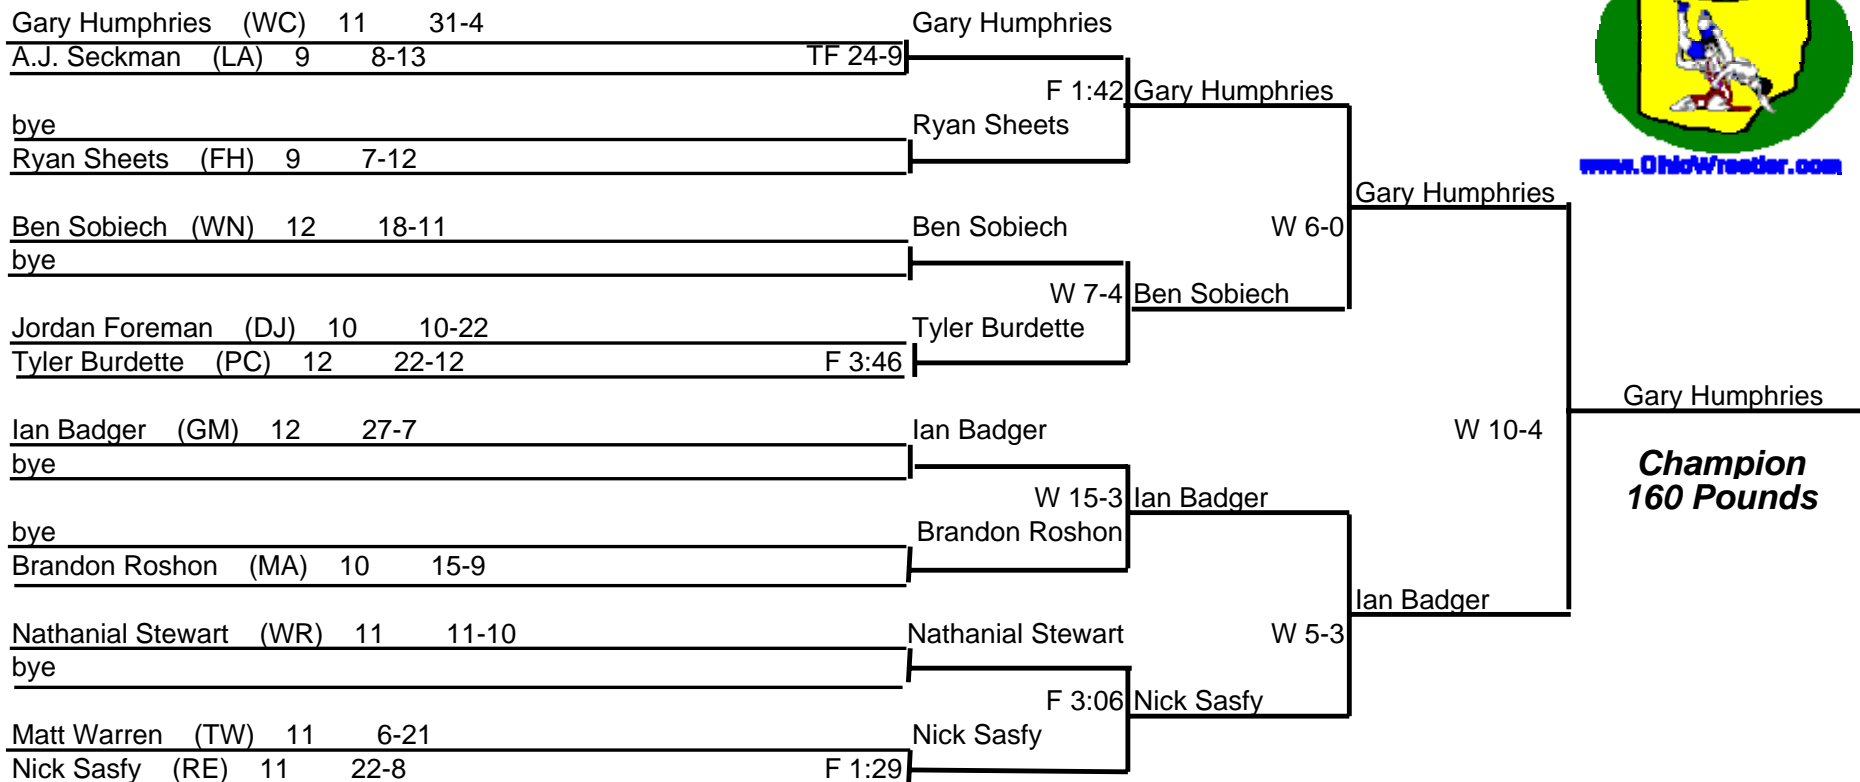 Gary Humphries (WC) 11 31-4 Gary Humphries
A.J. Seckman (LA) 9 8-13 TF 24-9
F 1:42 Gary Humphries
bye Ryan Sheets
Ryan Sheets (FH) 9 7-12
www.OhioWrestler.com
Gary Humphries
Ben Sobiech (WN) 12 18-11 Ben Sobiech W 6-0
bye
W 7-4 Ben Sobiech
Jordan Foreman (DJ) 10 10-22 Tyler Burdette
Tyler Burdette (PC) 12 22-12 F 3:46
Gary Humphries
Ian Badger (GM) 12 27-7 Ian Badger W 10-4
bye Champion
W 15-3 Ian Badger 160 Pounds
bye Brandon Roshon
Brandon Roshon (MA) 10 15-9
Ian Badger
Nathanial Stewart (WR) 11 11-10 Nathanial Stewart W 5-3
bye
F 3:06 Nick Sasfy
Matt Warren (TW) 11 6-21 Nick Sasfy
Nick Sasfy (RE) 11 22-8 F 1:29